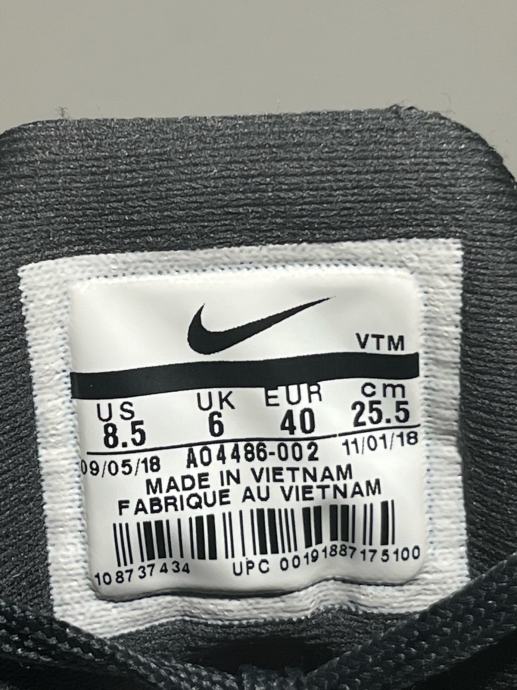 VTM
US UK EUR cm
8.5 6 40 25.5
09/05/18 AO4486-002 11/01/18
MADE IN VIETNAM
FABRIQUE AU VIETNAM
108737434 UPC 00191887175100